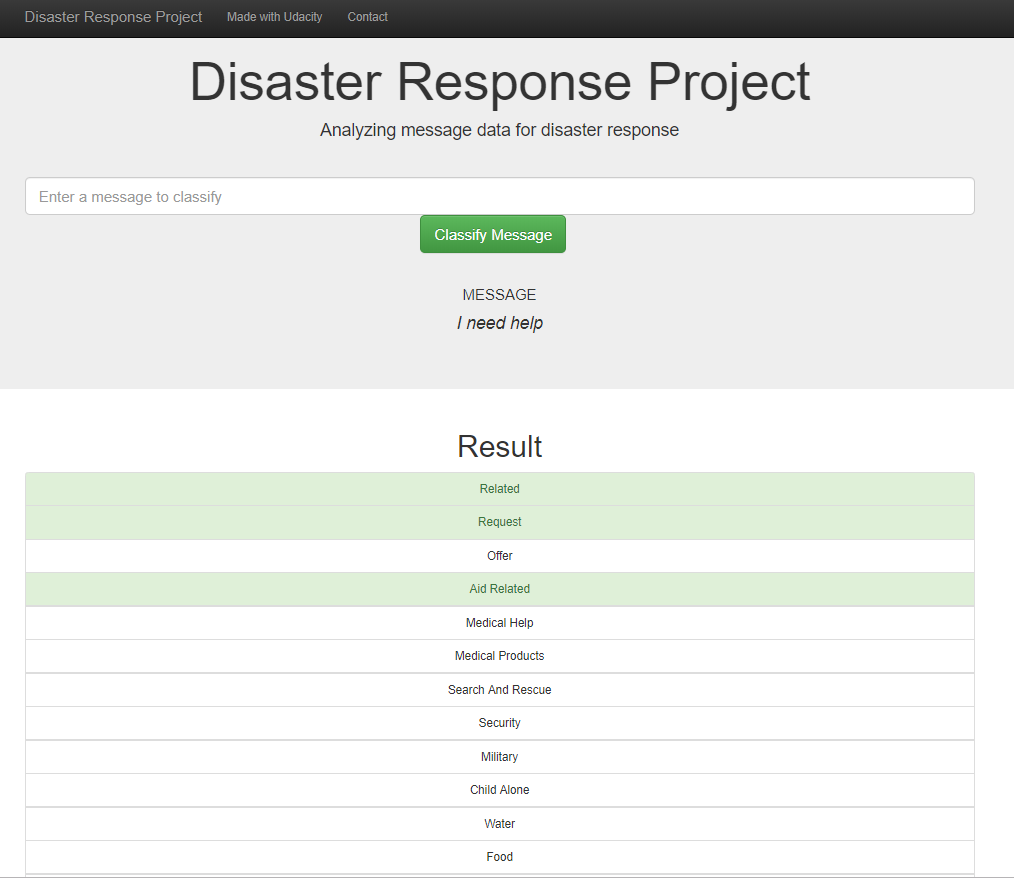 Disaster Response Project Made with Udacity Contact
Disaster Response Project
Analyzing message data for disaster response
Enter a message to classify
Classify Message
MESSAGE
I need help
Result
Related
Request
Offer
Aid Related
Medical Help
Medical Products
Search And Rescue
Security
Military
Child Alone
Water
Food